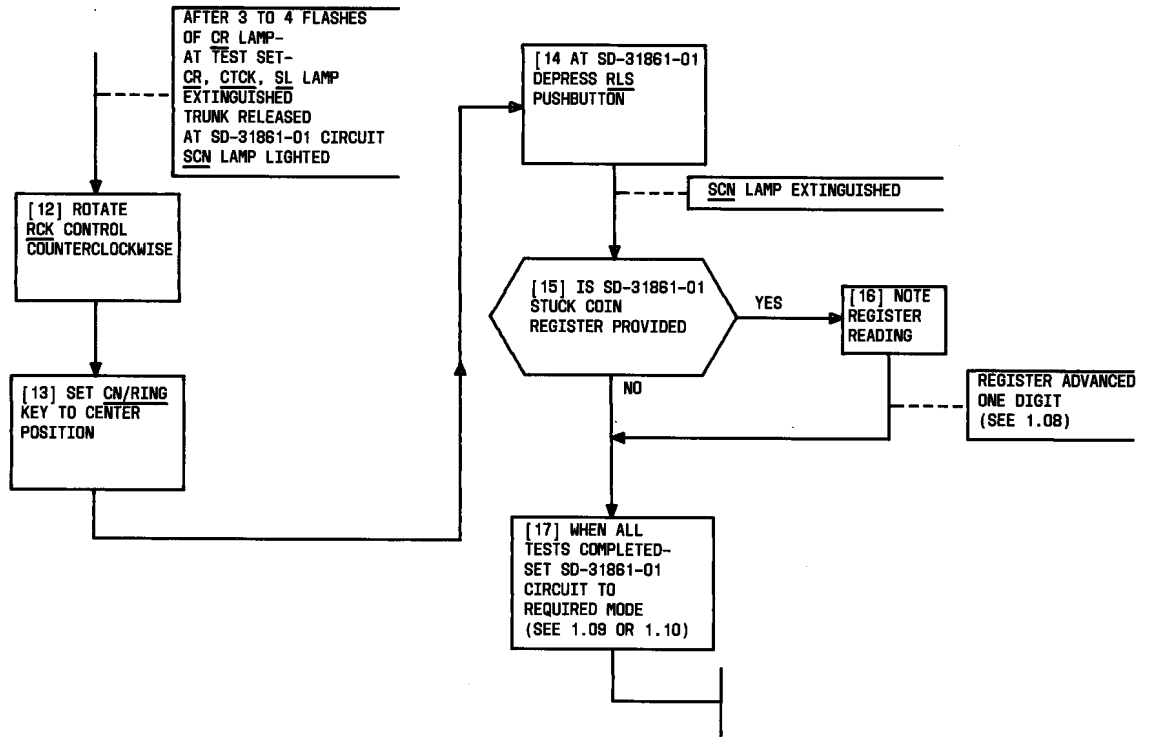 AFTER 3 TO 4 FLASHES
OF CR LAMP-
AT TEST SET-
CR, CTCK, SL LAMP
EXTINGUISHED
TRUNK RELEASED
AT SD-31861-01 CIRCUIT
SCN LAMP LIGHTED
[12] ROTATE
RCK CONTROL
COUNTERCLOCKWISE
[13] SET CN/RING
KEY TO CENTER
POSITION
[14 AT SD-31861-01
DEPRESS RLS
PUSHBUTTON
SCN LAMP EXTINGUISHED
[15] IS SD-31861-01
STUCK COIN
REGISTER PROVIDED
YES
[16] NOTE
REGISTER
READING
NO
REGISTER ADVANCED
ONE DIGIT
(SEE 1.08)
[17] WHEN ALL
TESTS COMPLETED-
SET SD-31861-01
CIRCUIT TO
REQUIRED MODE
(SEE 1.09 OR 1.10)